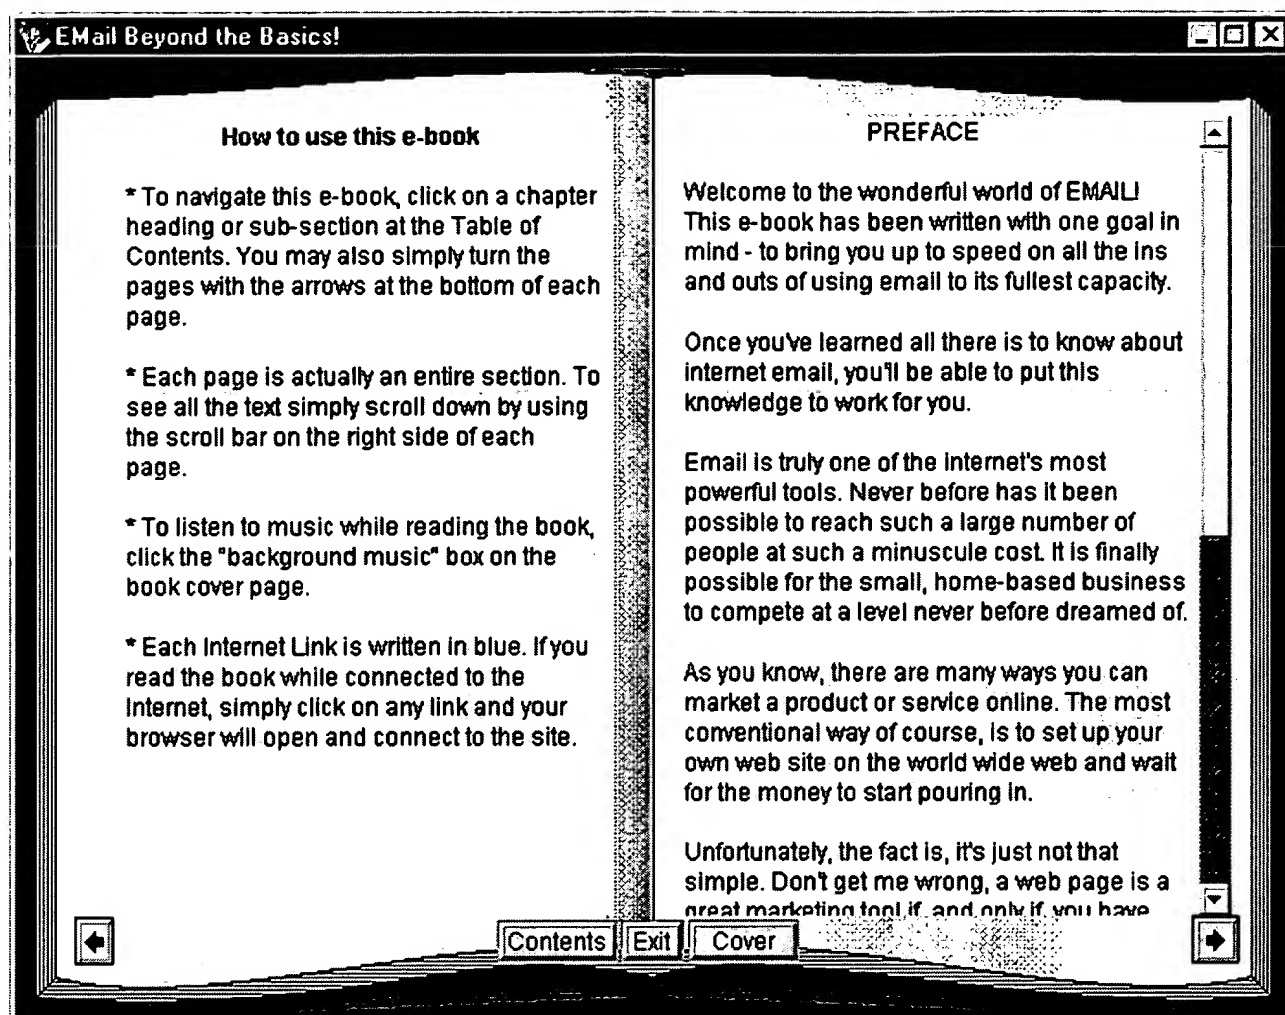 EMail Beyond the Basics!
How to use this e-book
* To navigate this e-book, click on a chapter
heading or sub-section at the Table of
Contents. You may also simply turn the
pages with the arrows at the bottom of each
page.
* Each page is actually an entire section. To
see all the text simply scroll down by using
the scroll bar on the right side of each
page.
* To listen to music while reading the book,
click the "background music" box on the
book cover page.
* Each Internet Link is written in blue. If you
read the book while connected to the
Internet, simply click on any link and your
browser will open and connect to the site.
PREFACE
Welcome to the wonderful world of EMAIL!
This e-book has been written with one goal in
mind - to bring you up to speed on all the ins
and outs of using email to its fullest capacity.
Once you've learned all there is to know about
internet email, you'll be able to put this
knowledge to work for you.
Email is truly one of the internet's most
powerful tools. Never before has it been
possible to reach such a large number of
people at such a minuscule cost. It is finally
possible for the small, home-based business
to compete at a level never before dreamed of.
As you know, there are many ways you can
market a product or service online. The most
conventional way of course, is to set up your
own web site on the world wide web and wait
for the money to start pouring in.
Unfortunately, the fact is, it's just not that
simple. Don't get me wrong, a web page is a
great marketing tool if, and only if, you have
Contents Exit Cover